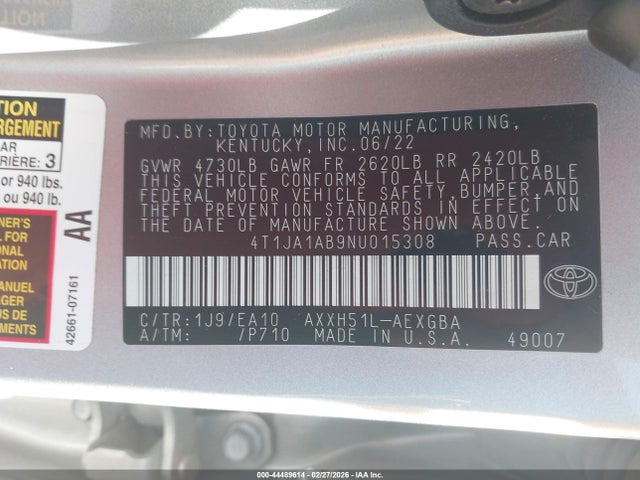 TION
RGEMENT
AR
RIÈRE: 3
or 940 lbs.
ou 940 lb.
NER'S
L FOR
ONAL
ATION
MANUEL
AGER
US
42661-07161
AA
MFD.BY:TOYOTA MOTOR MANUFACTURING,
KENTUCKY, INC.06/22
GVWR 4730LB GAWR FR 2620LB RR 2420LB
THIS VEHICLE CONFORMS TO ALL APPLICABLE
FEDERAL MOTOR VEHICLE SAFETY, BUMPER, AND
THEFT PREVENTION STANDARDS IN EFFECT ON
THE DATE OF MANUFACTURE SHOWN ABOVE.
4T1JA1AB9NU015308 PASS.CAR
C/TR:1J9/EA10 AXXH51L-AEXGBA
A/TM: /P710 MADE IN U.S.A. 49007
000-44489614 | 02/27/2026 | IAA Inc.